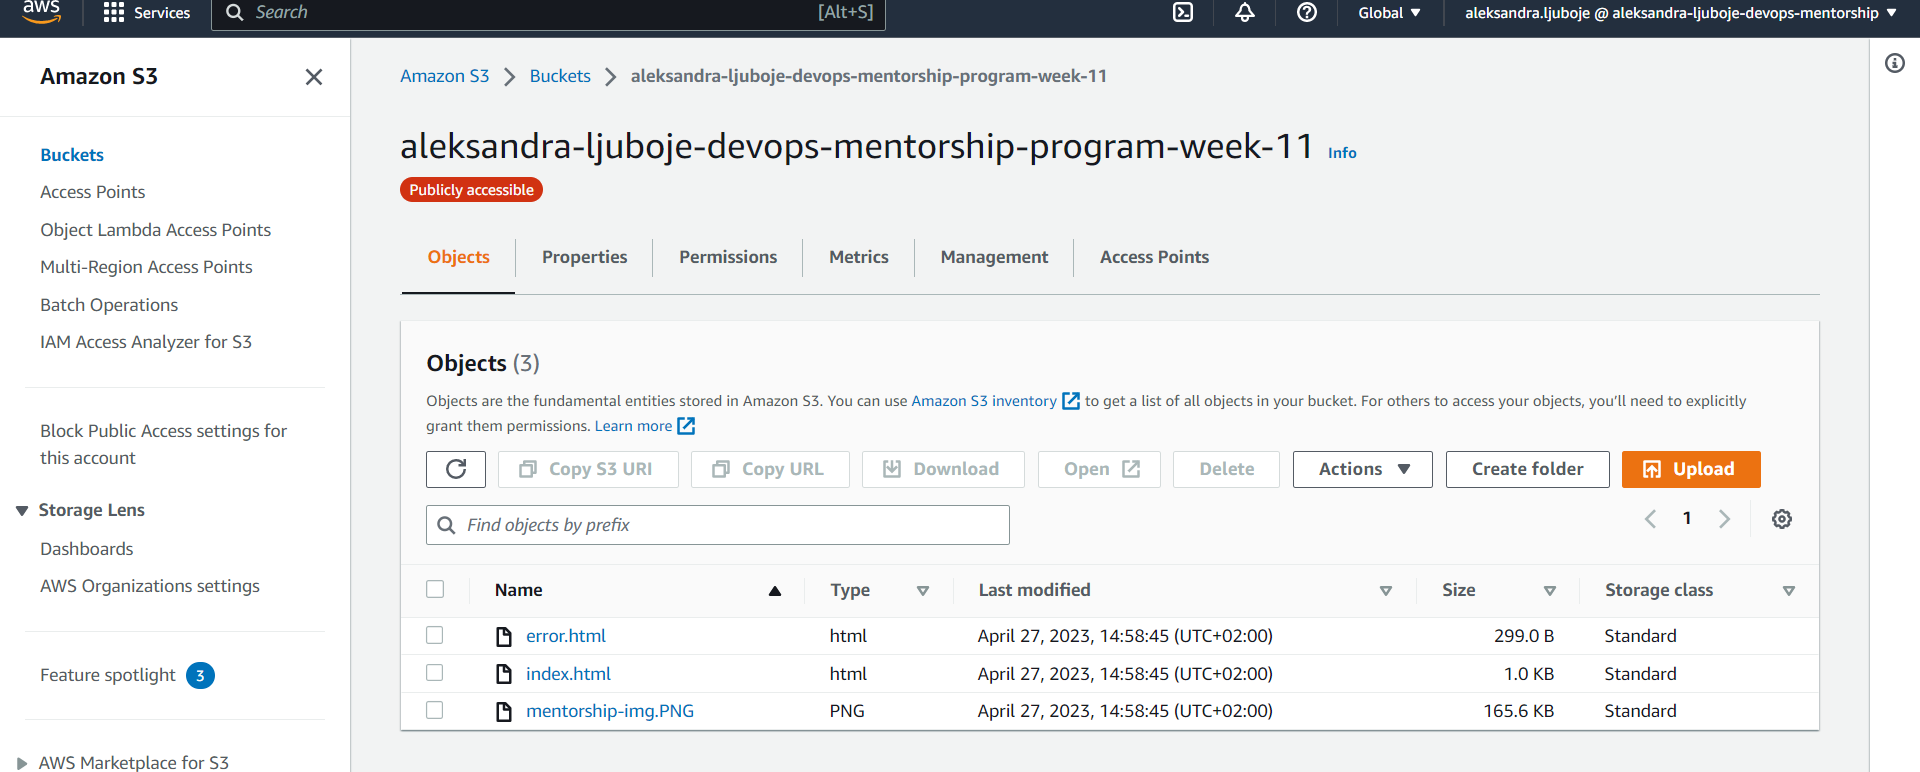 aws
Services
Search
[Alt+S]
Global
aleksandra.ljuboje @ aleksandra-ljuboje-devops-mentorship
Amazon S3
Buckets
Access Points
Object Lambda Access Points
Multi-Region Access Points
Batch Operations
IAM Access Analyzer for S3
Block Public Access settings for
this account
Storage Lens
Dashboards
AWS Organizations settings
Feature spotlight 3
AWS Marketplace for S3
Amazon S3 > Buckets > aleksandra-ljuboje-devops-mentorship-program-week-11
aleksandra-ljuboje-devops-mentorship-program-week-11 Info
Publicly accessible
Objects Properties Permissions Metrics Management Access Points
Objects (3)
Objects are the fundamental entities stored in Amazon S3. You can use Amazon S3 inventory to get a list of all objects in your bucket. For others to access your objects, you'll need to explicitly
grant them permissions. Learn more
Copy S3 URI Copy URL Download Open Delete Actions Create folder Upload
Find objects by prefix
1
Name Type Last modified Size Storage class
error.html html April 27, 2023, 14:58:45 (UTC+02:00) 299.0 B Standard
index.html html April 27, 2023, 14:58:45 (UTC+02:00) 1.0 KB Standard
mentorship-img.PNG PNG April 27, 2023, 14:58:45 (UTC+02:00) 165.6 KB Standard